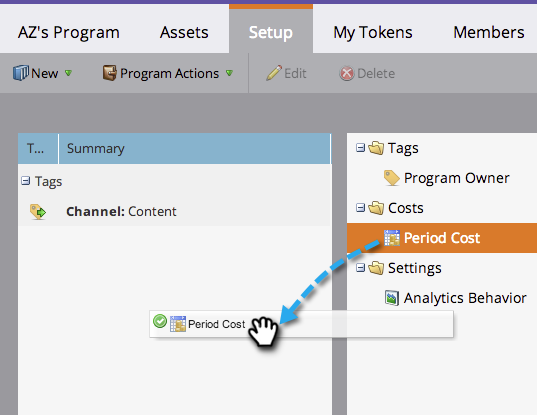 AZ's Program Assets Setup My Tokens Members
New Program Actions Edit Delete
T... Summary
Tags
Channel: Content
Tags
Program Owner
Costs
Period Cost
Settings
Analytics Behavior
Period Cost